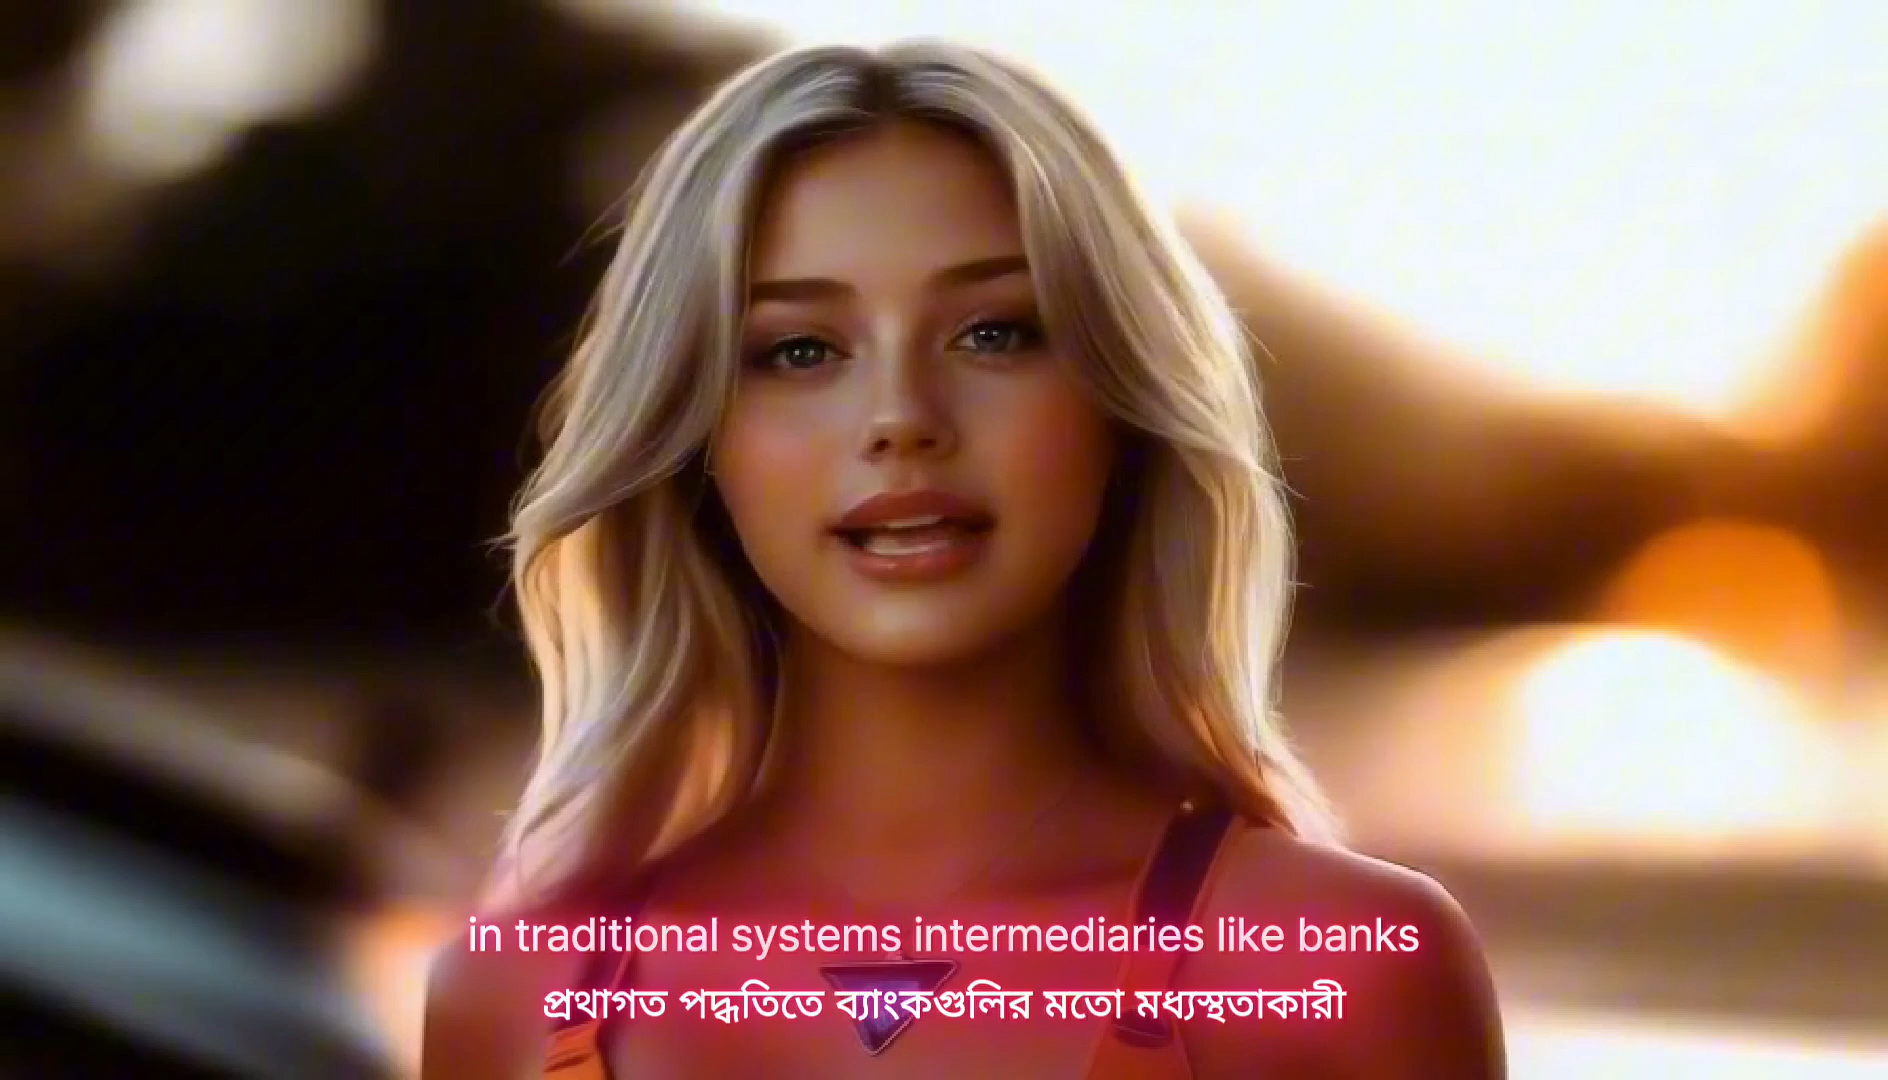 in traditional systems intermediaries like banks
প্রথাগত পদ্ধতিতে ব্যাংকগুলির মতো মধ্যস্থতাকারী